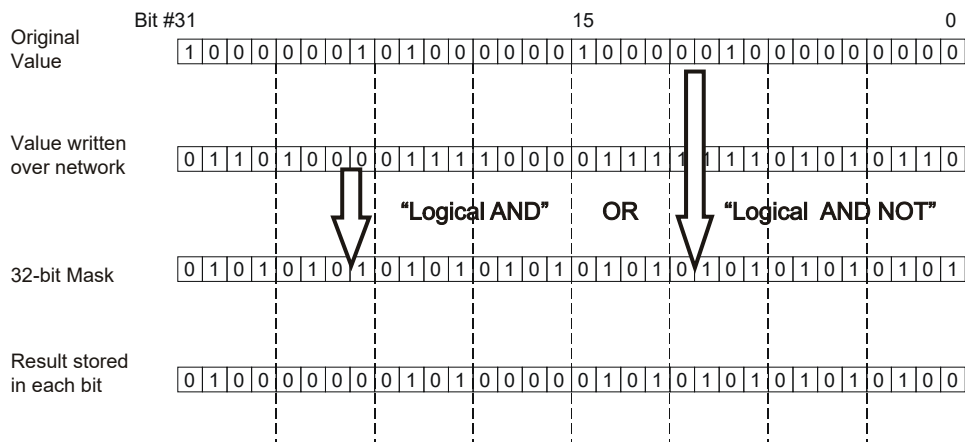 Bit #31 15 0
Original
Value
1 0 0 0 0 0 0 1 0 1 0 0 0 0 0 0 1 0 0 0 0 0 1 0 0 0 0 0 0 0 0 0
Value written
over network
0 1 1 0 1 0 0 0 0 1 1 1 1 0 0 0 0 1 1 1 1 1 1 1 0 1 0 1 0 1 1 0
“Logical AND” OR “Logical AND NOT”
32-bit Mask
0 1 0 1 0 1 0 1 0 1 0 1 0 1 0 1 0 1 0 1 0 1 0 1 0 1 0 1 0 1 0 1
Result stored
in each bit
0 1 0 0 0 0 0 0 0 1 0 1 0 0 0 0 0 1 0 1 0 1 0 1 0 1 0 1 0 1 0 0